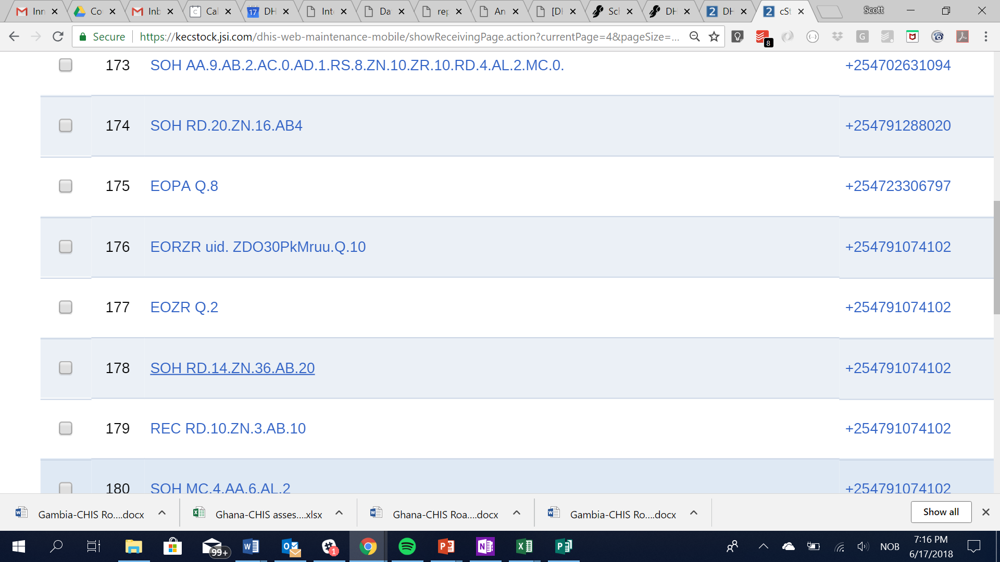 Inn
Co
Inb
Cal
17
DH
Int
Da
rep
An
[DH
Scl
DH
2
DH
2
cSt
Scott
Secure
https://kecstock.jsi.com/dhis-web-maintenance-mobile/showReceivingPage.action?currentPage=4&pageSize=...
8
G
173 SOH AA.9.AB.2.AC.0.AD.1.RS.8.ZN.10.ZR.10.RD.4.AL.2.MC.0. +254702631094
174 SOH RD.20.ZN.16.AB4 +254791288020
175 EOPA Q.8 +254723306797
176 EORZR uid. ZDO30PkMruu.Q.10 +254791074102
177 EOZR Q.2 +254791074102
178 SOH RD.14.ZN.36.AB.20 +254791074102
179 REC RD.10.ZN.3.AB.10 +254791074102
180 SOH MC.4.AA.6.AL.2 +254791074102
Gambia-CHIS Ro....docx
Ghana-CHIS asses....xlsx
Ghana-CHIS Roa....docx
Gambia-CHIS Ro....docx
Show all
99+
1
NOB
7:16 PM
6/17/2018